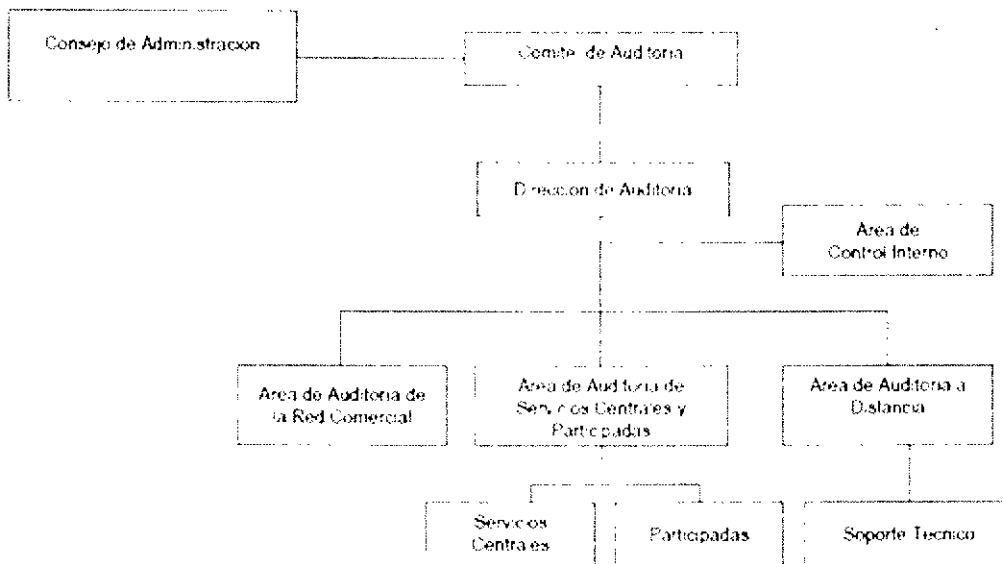 Consejo de Administracion
Comite de Auditoria
Direccion de Auditoria
Area de
Control Interno
Area de Auditoria de
la Red Comercial
Area de Auditoria de
Servicios Centrales y
Participadas
Area de Auditoria a
Distancia
Servicios
Centrales
Participadas
Soporte Tecnico